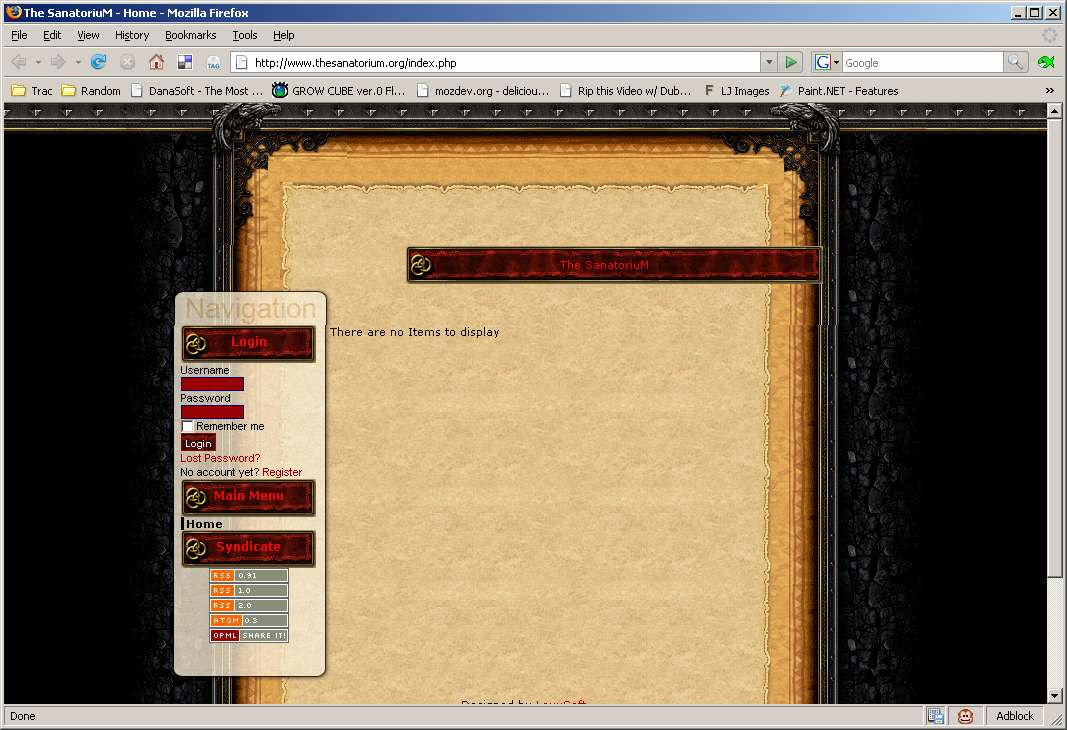 The SanatoriuM - Home - Mozilla Firefox
File Edit View History Bookmarks Tools Help
TAG http://www.thesanatorium.org/index.php G Google
Trac Random DanaSoft - The Most ... GROW CUBE ver.0 Fl... mozdev.org - deliciou... Rip this Video w/ Dub... F LJ Images Paint.NET - Features »
The SanatoriuM
Navigation
Login
There are no Items to display
Username
Password
Remember me
Login
Lost Password?
No account yet? Register
Main Menu
Home
Syndicate
RSS 0.91
RSS 1.0
RSS 2.0
ATOM 0.3
OPML SHARE IT!
Designed by
Done Adblock